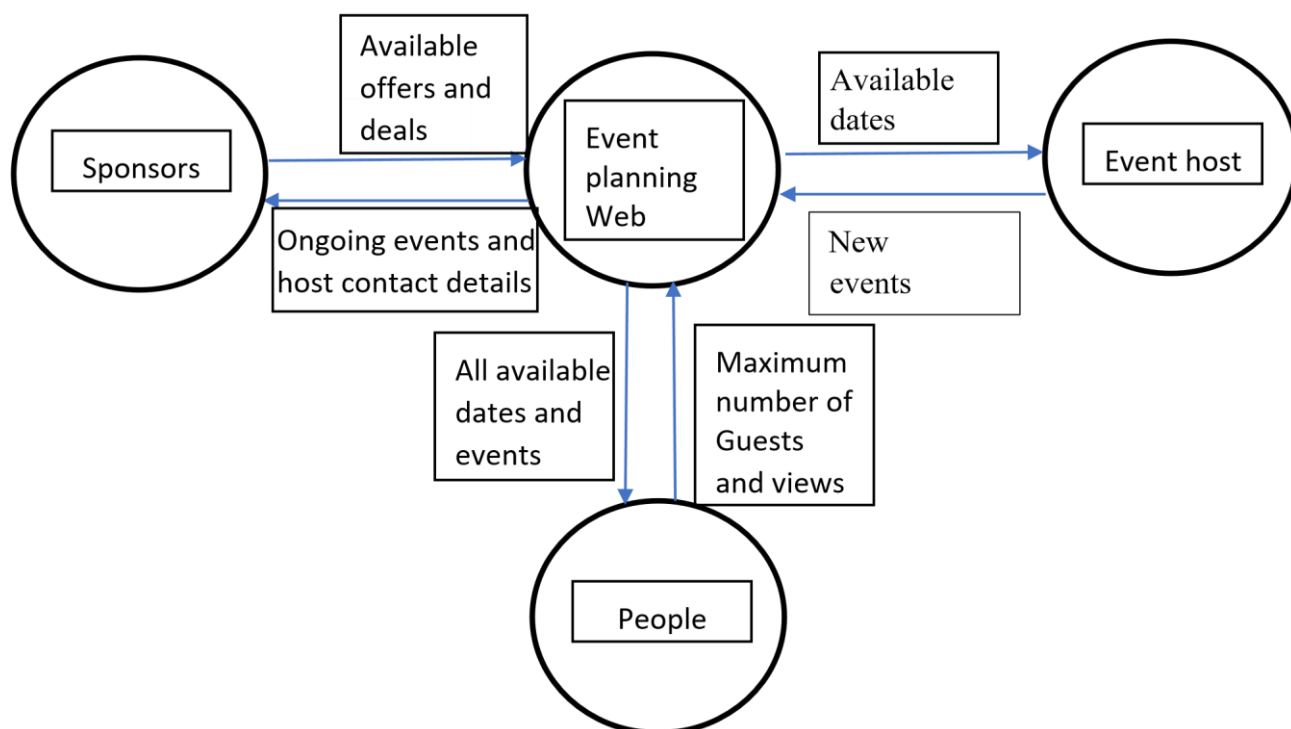 Available
offers and
deals
Sponsors
Event
planning
Web
Available
dates
Event host
Ongoing events and
host contact details
New
events
All available
dates and
events
Maximum
number of
Guests
and views
People